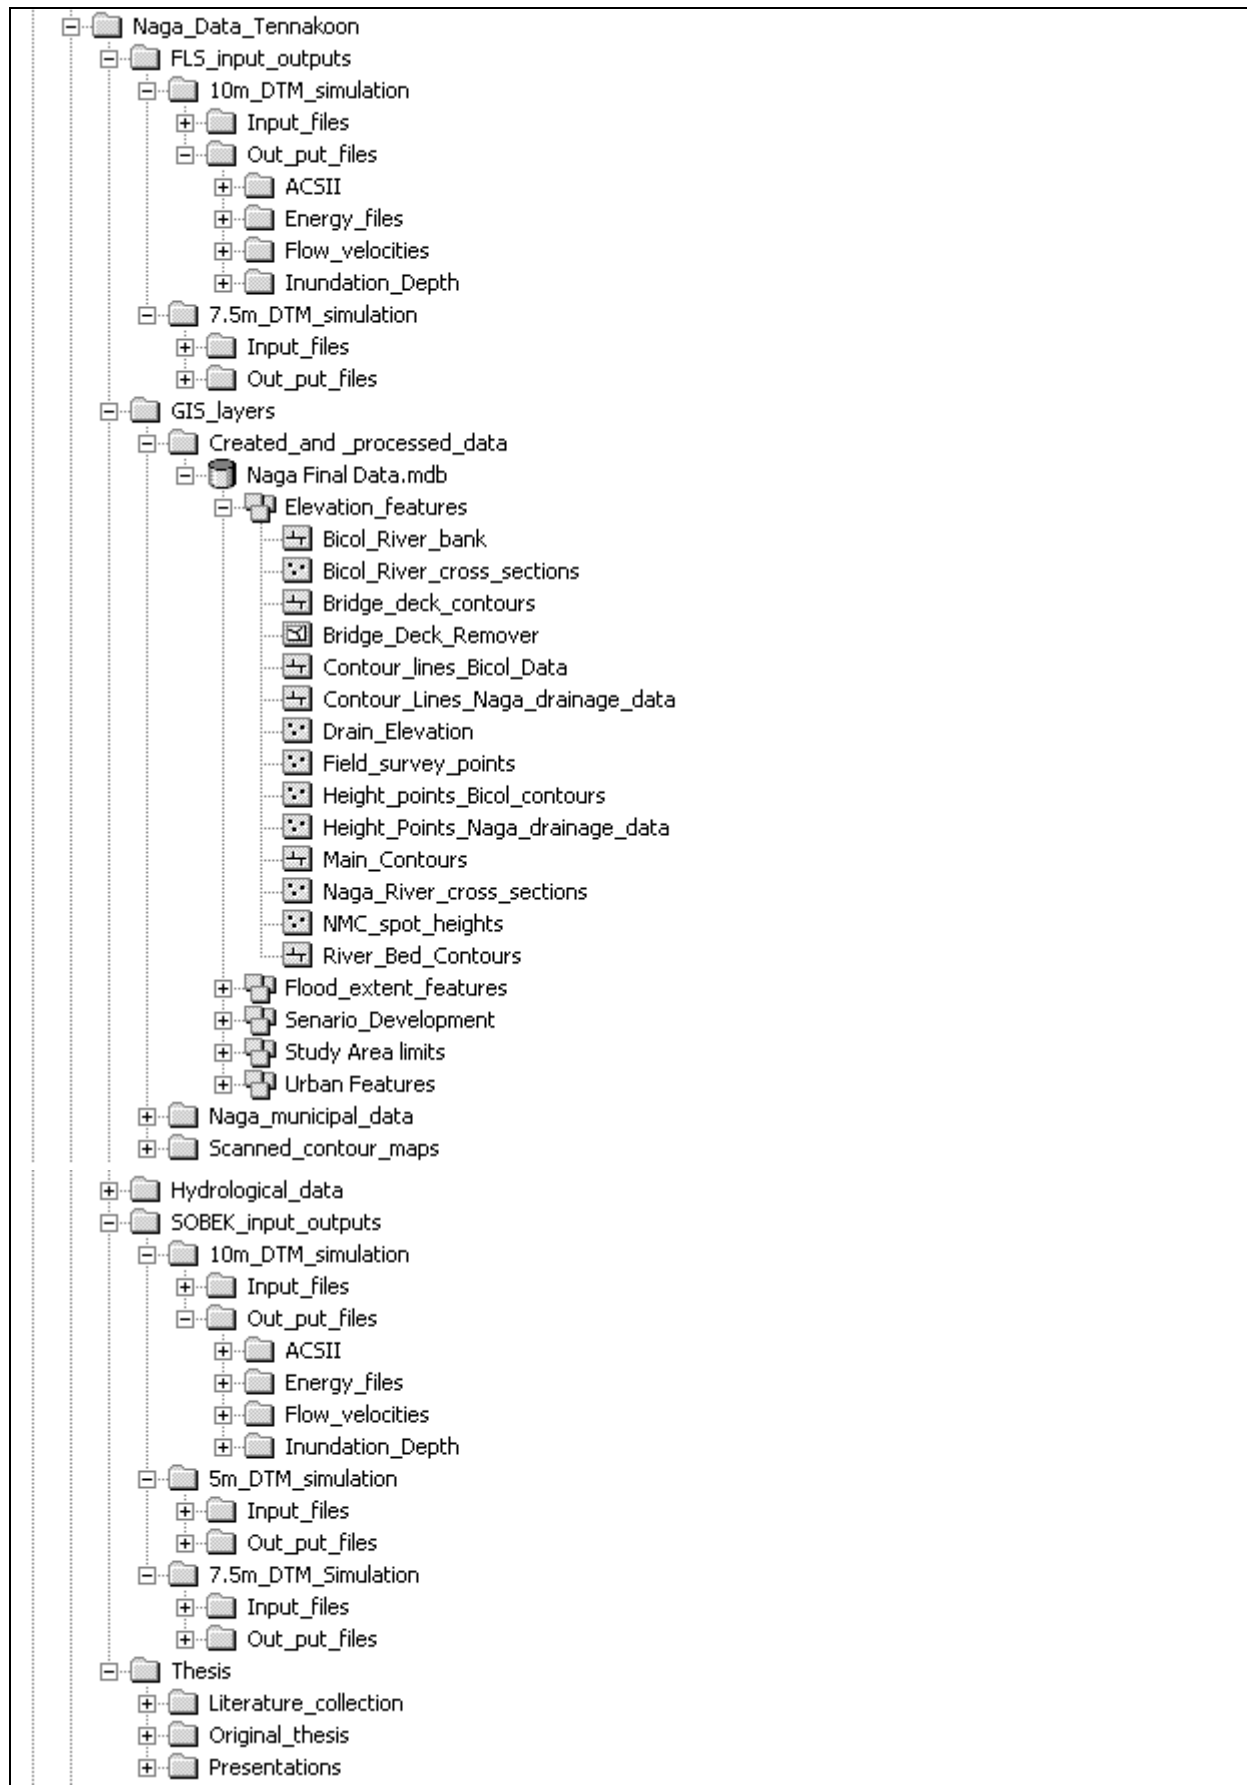 Naga_Data_Tennakoon
FLS_input_outputs
10m_DTM_simulation
Input_files
Out_put_files
ACSII
Energy_files
Flow_velocities
Inundation_Depth
7.5m_DTM_simulation
Input_files
Out_put_files
GIS_layers
Created_and _processed_data
Naga Final Data.mdb
Elevation_features
Bicol_River_bank
Bicol_River_cross_sections
Bridge_deck_contours
Bridge_Deck_Remover
Contour_lines_Bicol_Data
Contour_Lines_Naga_drainage_data
Drain_Elevation
Field_survey_points
Height_points_Bicol_contours
Height_Points_Naga_drainage_data
Main_Contours
Naga_River_cross_sections
NMC_spot_heights
River_Bed_Contours
Flood_extent_features
Senario_Development
Study Area limits
Urban Features
Naga_municipal_data
Scanned_contour_maps
Hydrological_data
SOBEK_input_outputs
10m_DTM_simulation
Input_files
Out_put_files
ACSII
Energy_files
Flow_velocities
Inundation_Depth
5m_DTM_simulation
Input_files
Out_put_files
7.5m_DTM_Simulation
Input_files
Out_put_files
Thesis
Literature_collection
Original_thesis
Presentations